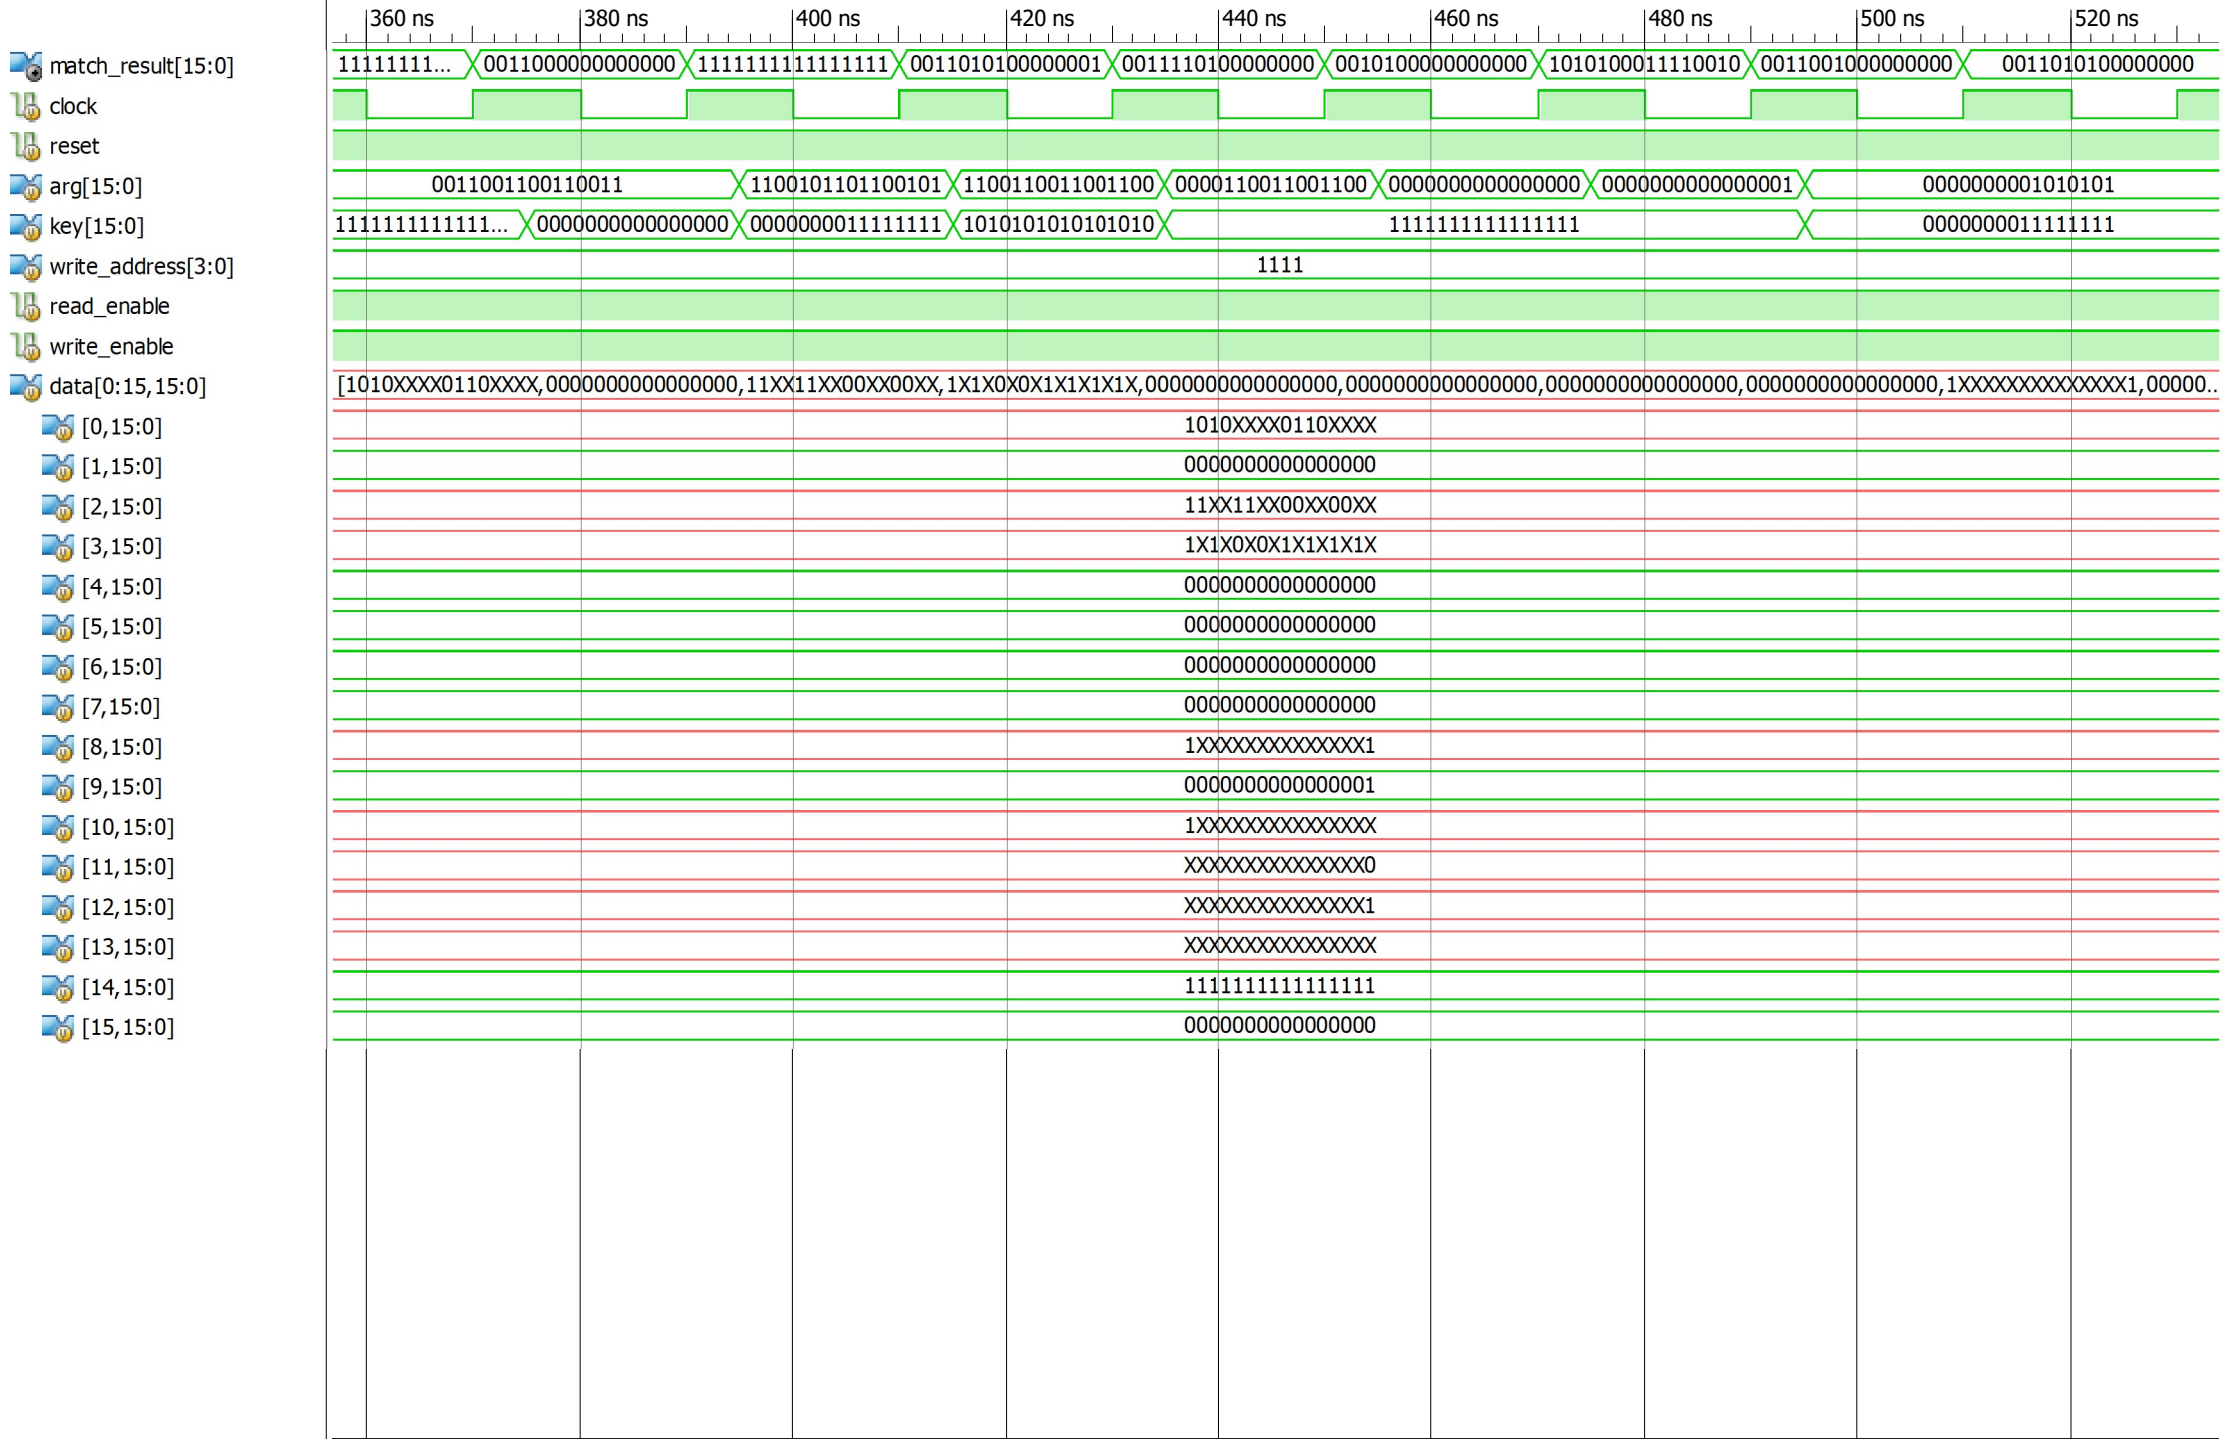 360 ns 380 ns 400 ns 420 ns 440 ns 460 ns 480 ns 500 ns 520 ns
match_result[15:0] 11111111... 0011000000000000 1111111111111111 0011010100000001 0011110100000000 0010100000000000 1010100011110010 0011001000000000 0011010100000000
clock
reset
arg[15:0] 0011001100110011 1100101101100101 1100110011001100 0000110011001100 0000000000000000 0000000000000001 0000000001010101
key[15:0] 1111111111111... 0000000000000000 0000000011111111 1010101010101010 1111111111111111 0000000011111111
write_address[3:0] 1111
read_enable
write_enable
data[0:15,15:0] [1010XXXX0110XXXX,0000000000000000,11XX11XX00XX00XX,1X1X0X0X1X1X1X1X,0000000000000000,0000000000000000,0000000000000000,0000000000000000,1XXXXXXXXXXXXXX1,00000...
[0,15:0] 1010XXXX0110XXXX
[1,15:0] 0000000000000000
[2,15:0] 11XX11XX00XX00XX
[3,15:0] 1X1X0X0X1X1X1X1X
[4,15:0] 0000000000000000
[5,15:0] 0000000000000000
[6,15:0] 0000000000000000
[7,15:0] 0000000000000000
[8,15:0] 1XXXXXXXXXXXXXX1
[9,15:0] 0000000000000001
[10,15:0] 1XXXXXXXXXXXXXXX
[11,15:0] XXXXXXXXXXXXXXX0
[12,15:0] XXXXXXXXXXXXXXX1
[13,15:0] XXXXXXXXXXXXXXXX
[14,15:0] 1111111111111111
[15,15:0] 0000000000000000